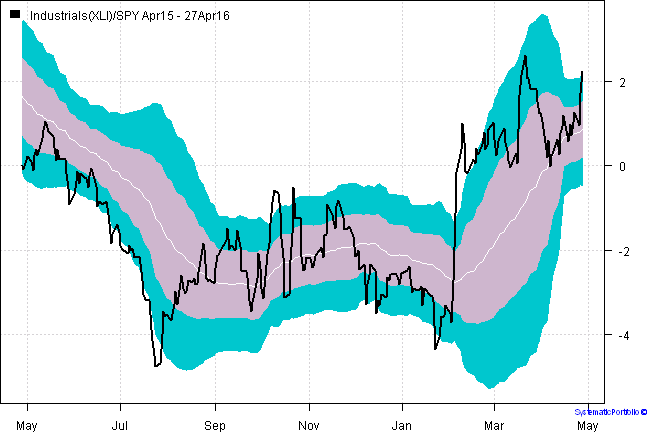 Industrials(XLI)/SPY Apr15 - 27Apr16
2
0
-2
-4
May Jul Sep Nov Jan Mar May
SystematicPortfolio ©